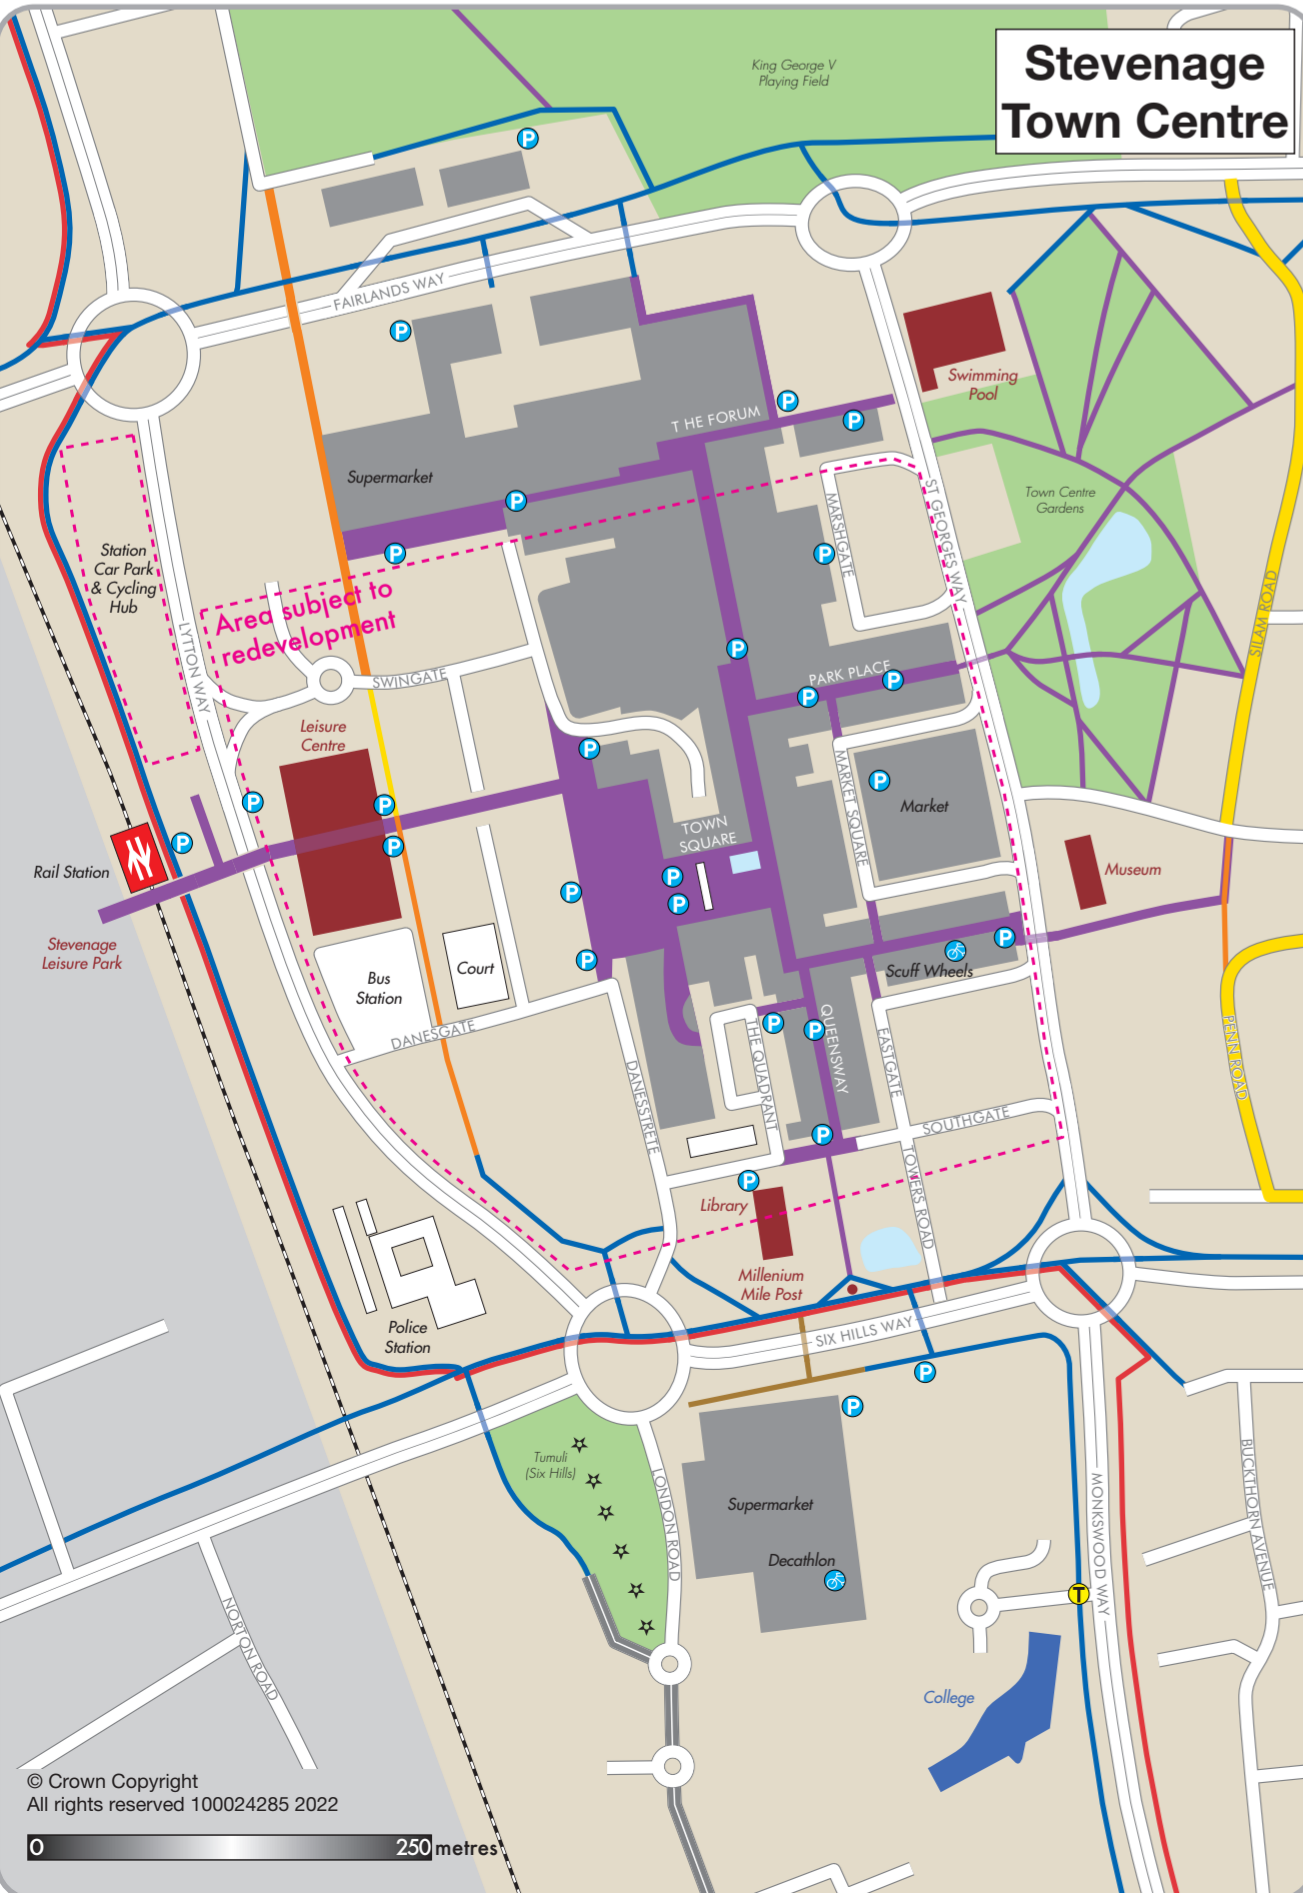 Stevenage
Town Centre
King George V
Playing Field
P
FAIRLANDS WAY
P
Swimming
Pool
P
T HE FORUM
P
Supermarket
P
P
Town Centre
Gardens
ST GEORGES WAY
MARSHGATE
P
Station
Car Park
& Cycling
Hub
Area subject to
redevelopment
LYTTON WAY
SILAM ROAD
P
SWINGATE
PARK PLACE
P
P
Leisure
Centre
P
P
P
P
P
MARKET SQUARE
P
Market
TOWN
SQUARE
P
Rail Station
Museum
P
P
P
Stevenage
Leisure Park
P
P
Scuff Wheels
Court
Bus
Station
DANESGATE
P
P
THE QUADRANT
QUEENSWAY
EASTGATE
PENN ROAD
DANESSTRETE
SOUTHGATE
P
TOWERS ROAD
P
Library
Millenium
Mile Post
Police
Station
SIX HILLS WAY
P
P
Tumuli
(Six Hills)
LONDON ROAD
Supermarket
Decathlon
MONKSWOOD WAY
BUCKTHORN AVENUE
T
NORTON ROAD
College
© Crown Copyright
All rights reserved 100024285 2022
0 250 metres